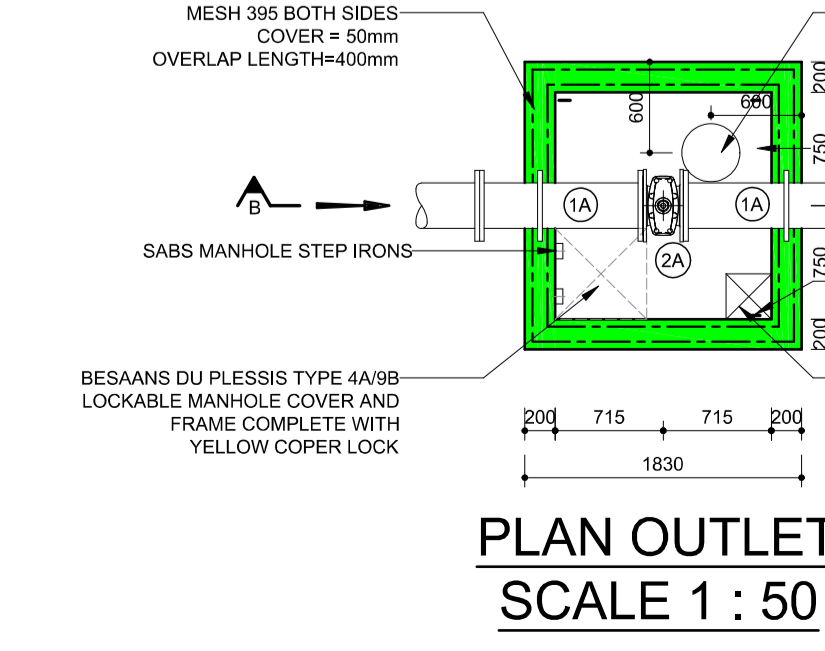 MESH 395 BOTH SIDES
COVER = 50mm
OVERLAP LENGTH=400mm
600
600
200
750
B
1A
1A
SABS MANHOLE STEP IRONS
2A
750
200
BESAANS DU PLESSIS TYPE 4A/9B
LOCKABLE MANHOLE COVER AND
FRAME COMPLETE WITH
YELLOW COPER LOCK
200 715 715 200
1830
PLAN OUTLET
SCALE 1 : 50